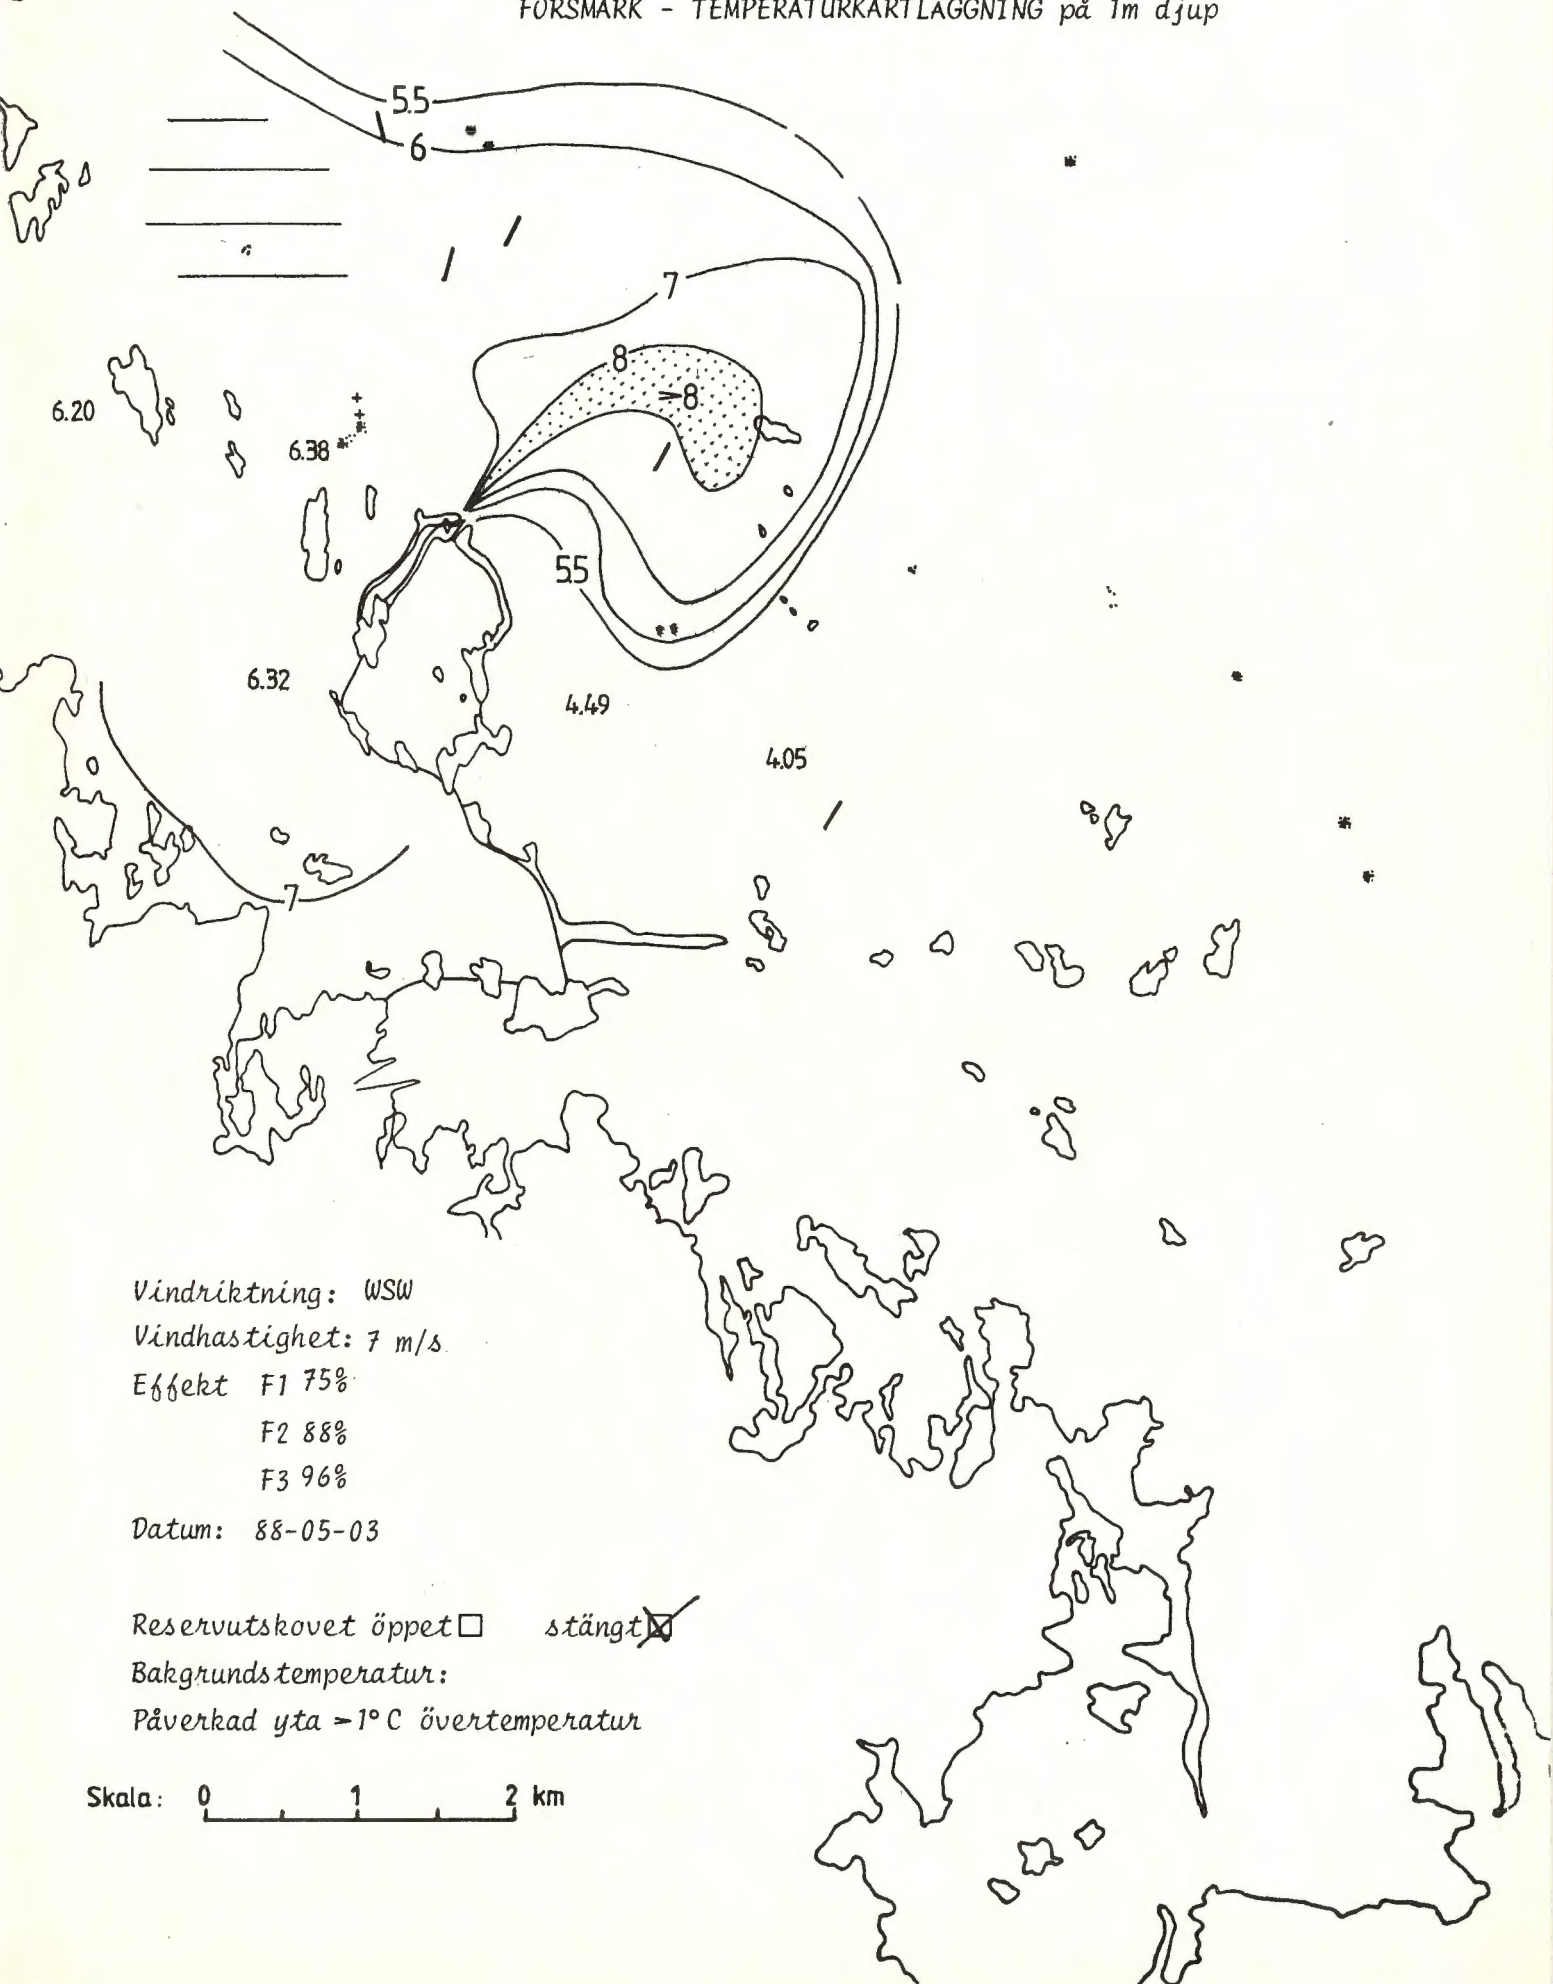 FORSMARK - TEMPERATURKARTLÄGGNING på 1m djup
5.5
6
7
8
>8
6.20
6.38
5.5
6.32
4.49
4.05
7
Vindriktning: WSW
Vindhastighet: 7 m/s
Effekt F1 75%
F2 88%
F3 96%
Datum: 88-05-03
Reservutskovet öppet☐ stängt☒
Bakgrundstemperatur:
Påverkad yta >1°C övertemperatur
Skala: 0 1 2 km